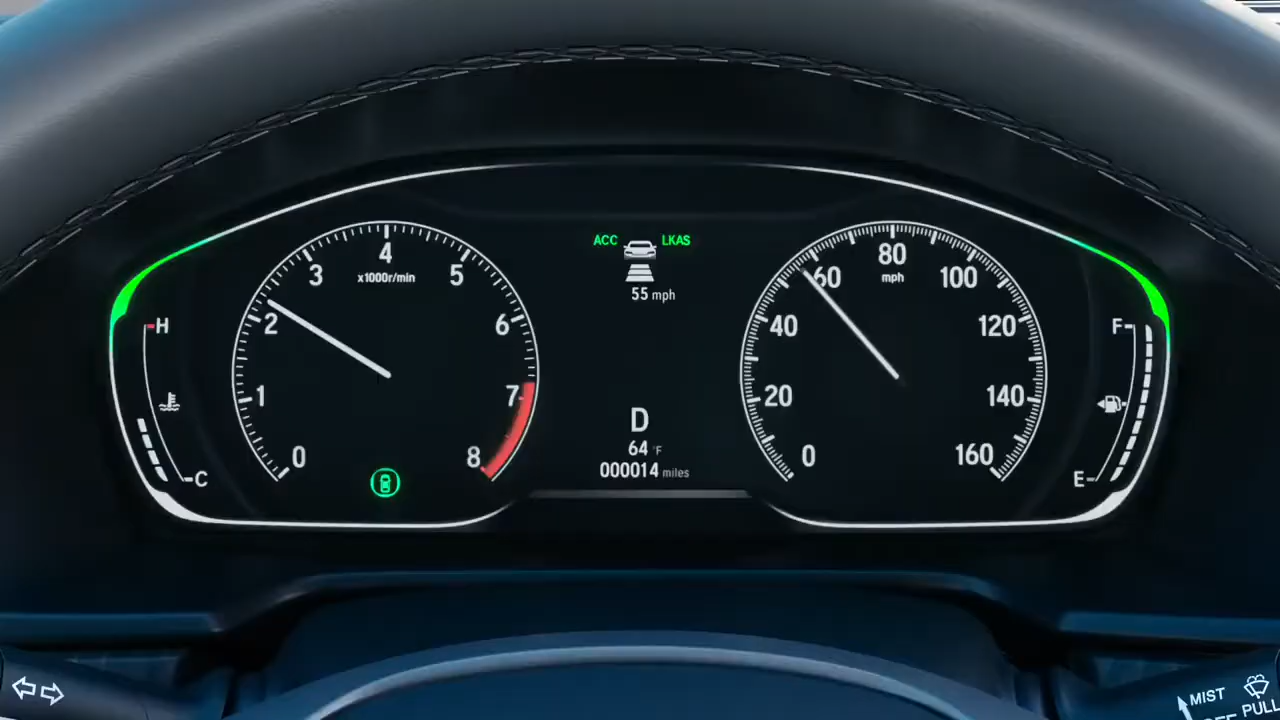 ACC LKAS
55 mph
0 1 2 3 4 5 6 7 8
x1000r/min
0 20 40 60 80 100 120 140 160
mph
H
C
F
E
D
64 °F
000014 miles
MIST
PULL